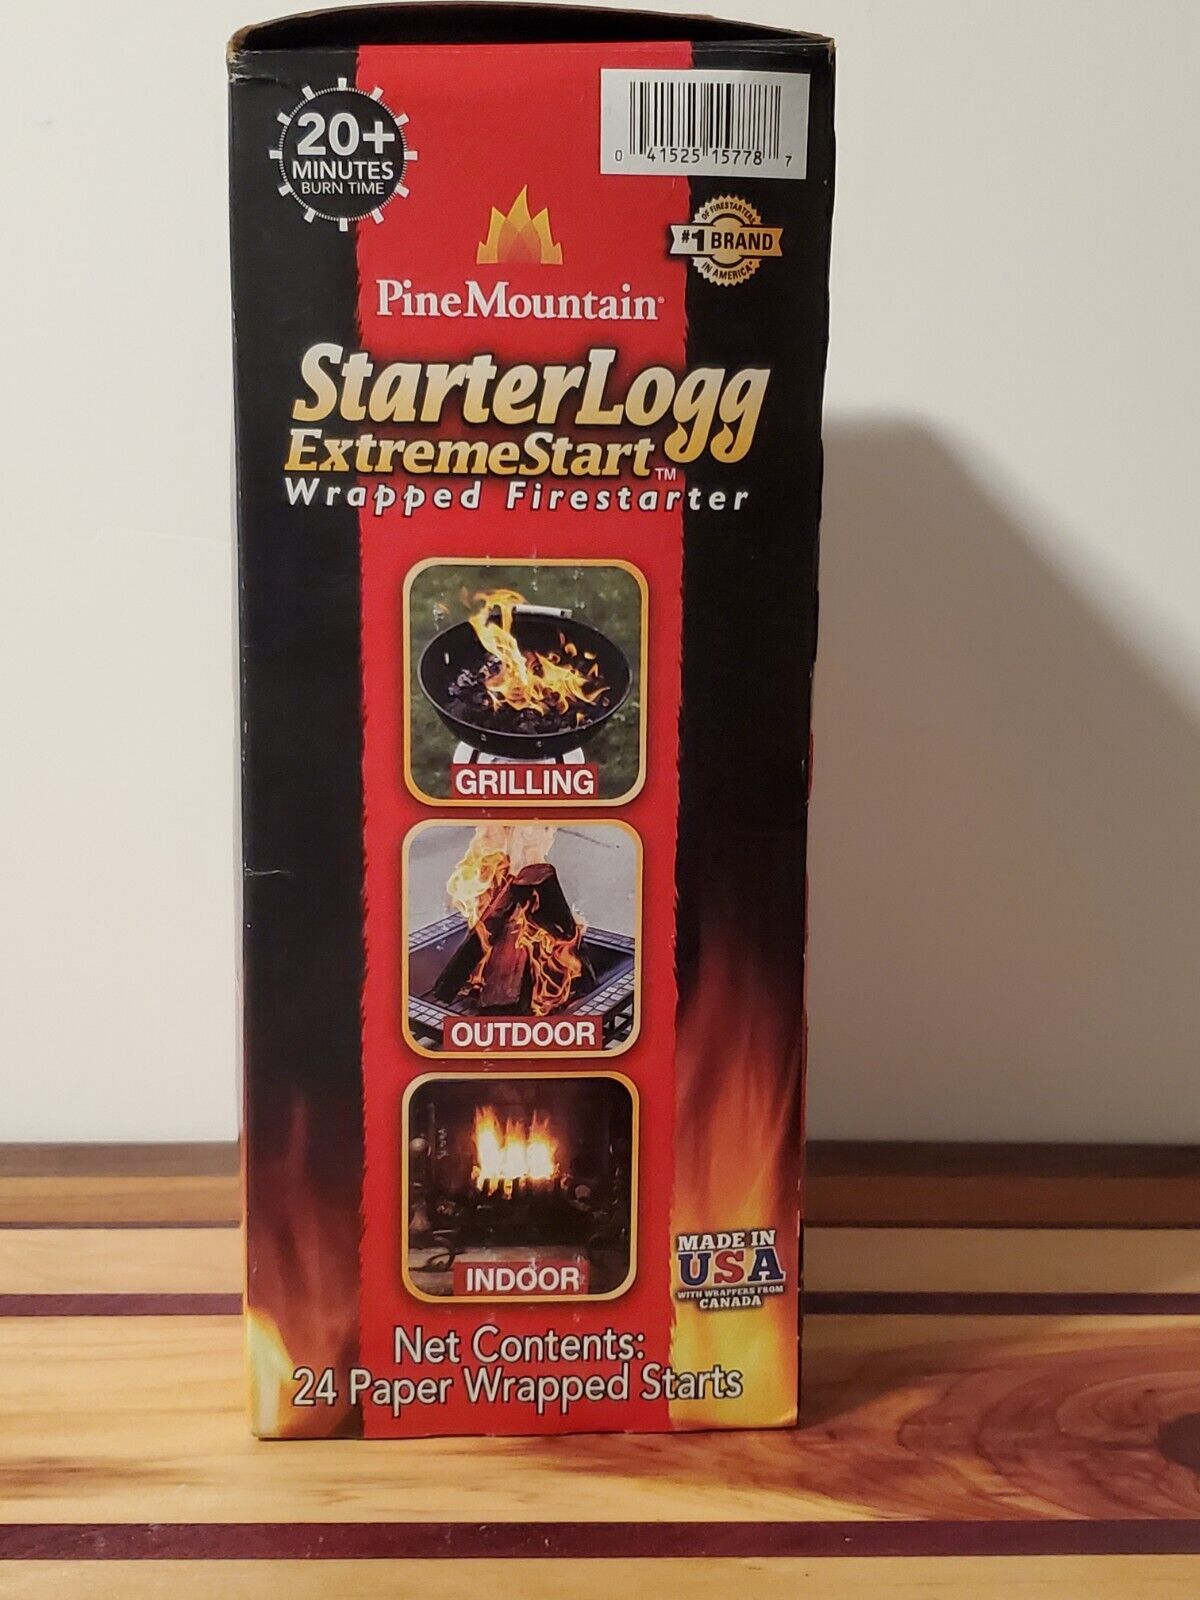 20+
MINUTES
BURN TIME
0 41525 15778 7
OF FIRESTARTERS
#1 BRAND
IN AMERICA*
PineMountain®
StarterLogg
ExtremeStart™
Wrapped Firestarter
GRILLING
OUTDOOR
INDOOR
MADE IN
USA
WITH WRAPPERS FROM
CANADA
Net Contents:
24 Paper Wrapped Starts